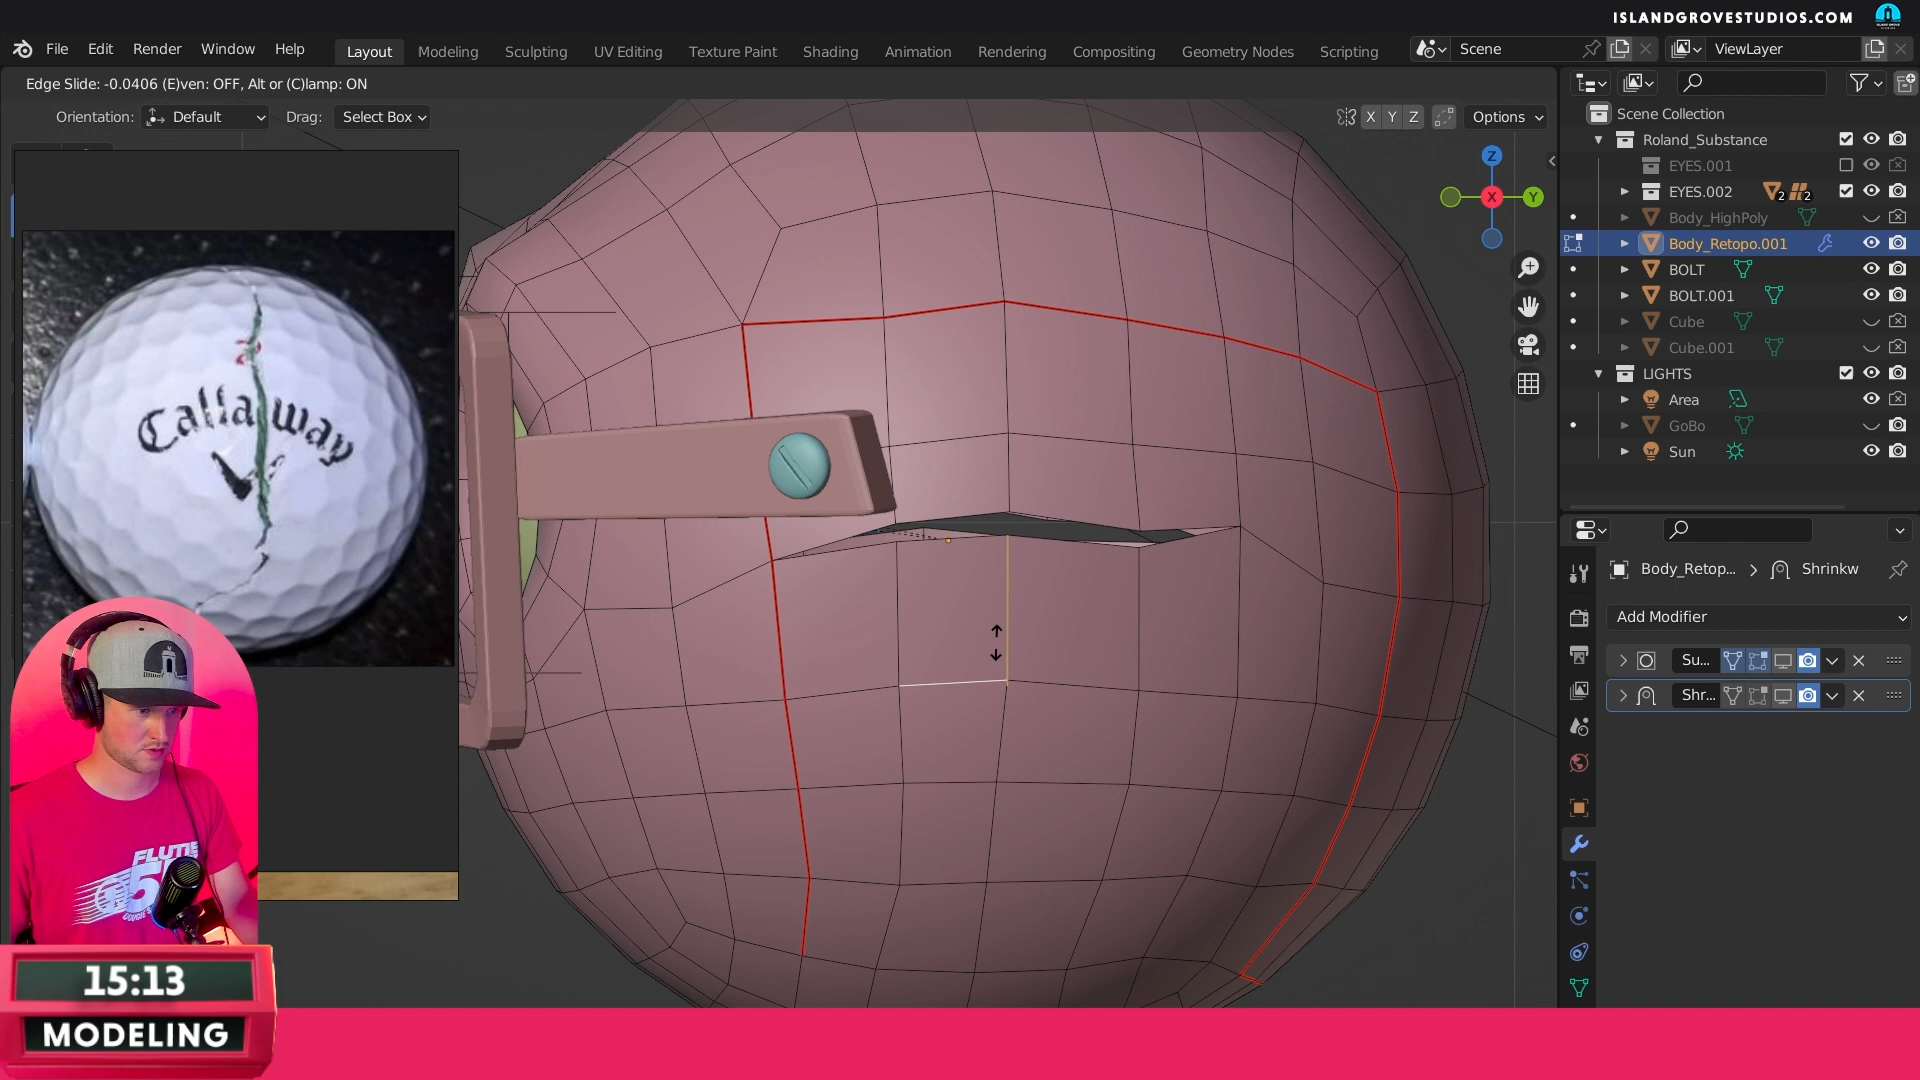 ISLANDGROVESTUDIOS.COM
File Edit Render Window Help
Layout Modeling Sculpting UV Editing Texture Paint Shading Animation Rendering Compositing Geometry Nodes Scripting
Scene
ViewLayer
Edge Slide: -0.0406 (E)ven: OFF, Alt or (C)lamp: ON
Orientation: Default Drag: Select Box
X Y Z Options
Scene Collection
Roland_Substance
EYES.001
EYES.002 2 2
Body_HighPoly
Body_Retopo.001
BOLT
BOLT.001
Cube
Cube.001
LIGHTS
Area
GoBo
Sun
Z
X
Y
Callaway
Body_Retop... > Shrinkw
Add Modifier
Su...
Shr...
FLUTIE
15:13
MODELING